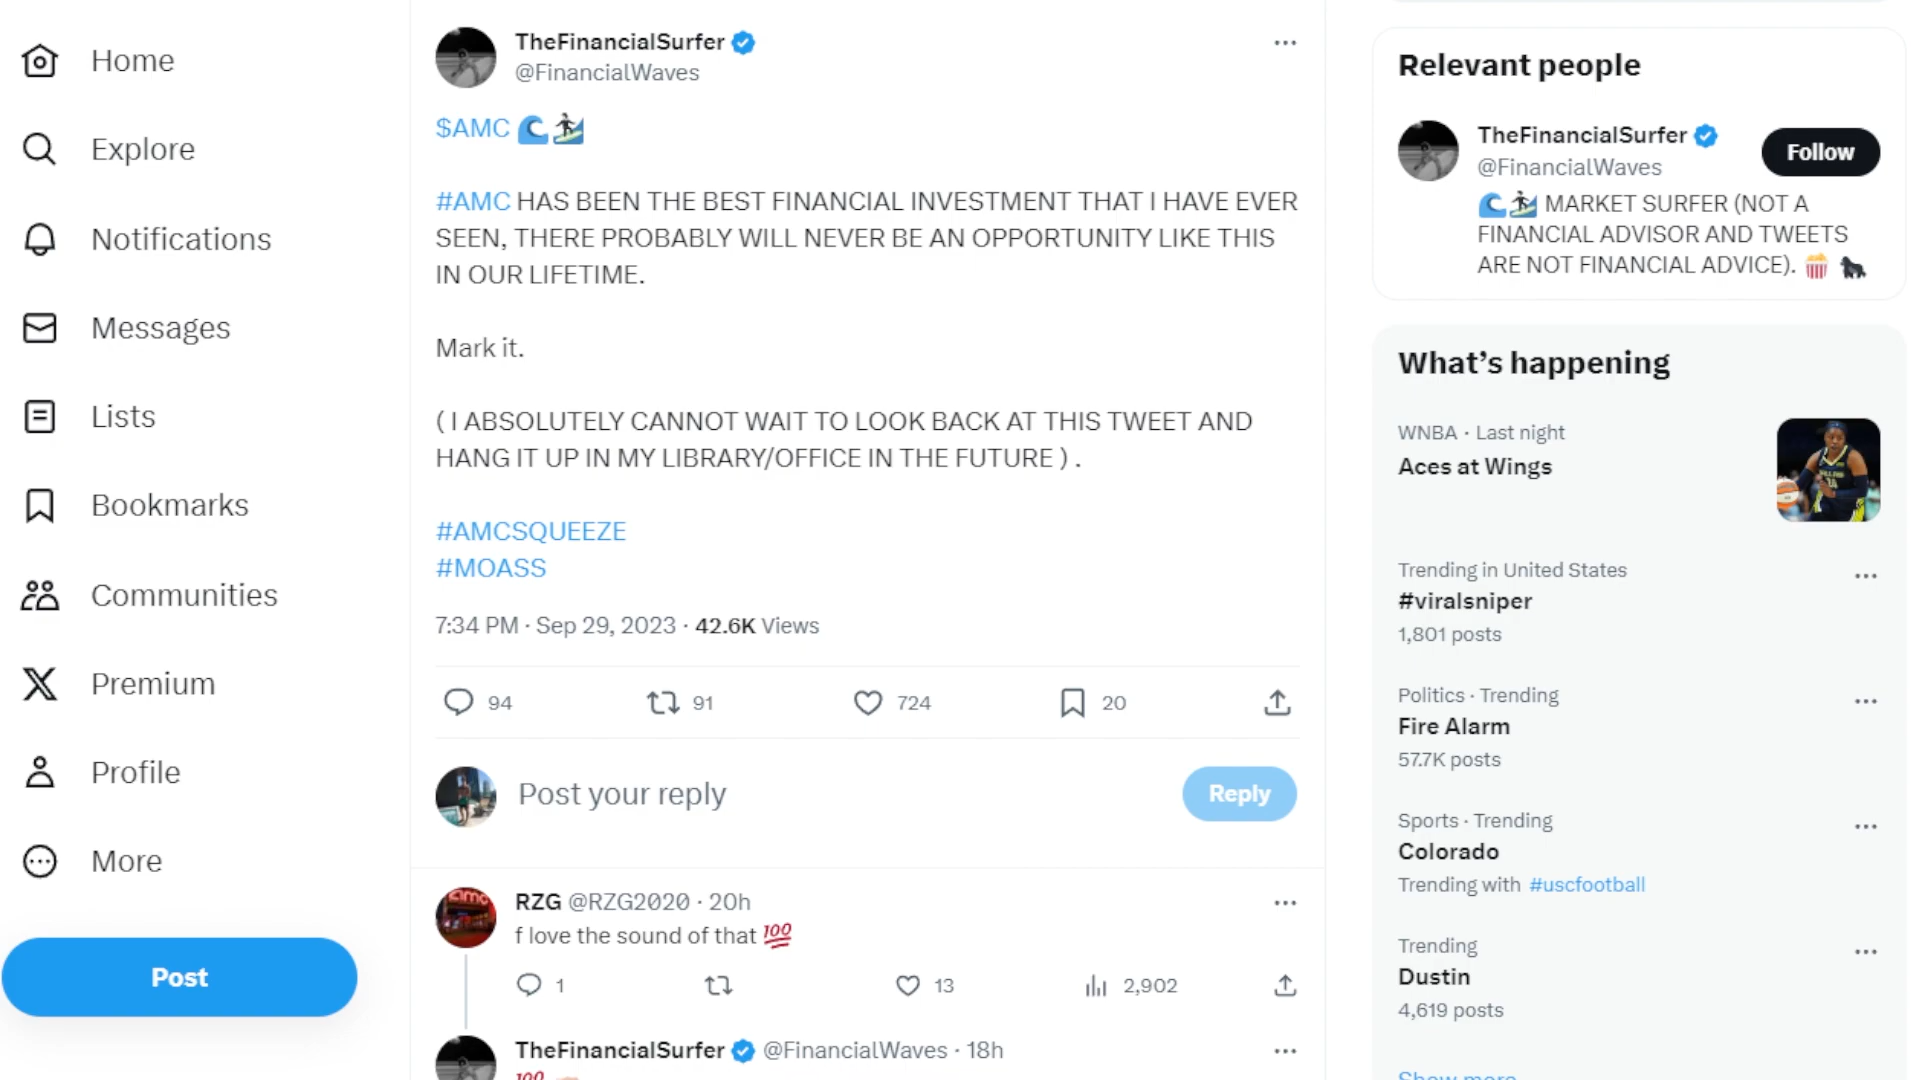 Home
Explore
Notifications
Messages
Lists
Bookmarks
Communities
Premium
Profile
More
Post
TheFinancialSurfer
@FinancialWaves
$AMC
#AMC HAS BEEN THE BEST FINANCIAL INVESTMENT THAT I HAVE EVER
SEEN, THERE PROBABLY WILL NEVER BE AN OPPORTUNITY LIKE THIS
IN OUR LIFETIME.
Mark it.
( I ABSOLUTELY CANNOT WAIT TO LOOK BACK AT THIS TWEET AND
HANG IT UP IN MY LIBRARY/OFFICE IN THE FUTURE ) .
#AMCSQUEEZE
#MOASS
7:34 PM · Sep 29, 2023 · 42.6K Views
94 91 724 20
Post your reply
Reply
RZG @RZG2020 · 20h
f love the sound of that 💯
1 13 2,902
TheFinancialSurfer @FinancialWaves · 18h
Relevant people
TheFinancialSurfer
@FinancialWaves
Follow
MARKET SURFER (NOT A
FINANCIAL ADVISOR AND TWEETS
ARE NOT FINANCIAL ADVICE).
What's happening
WNBA · Last night
Aces at Wings
Trending in United States
#viralsniper
1,801 posts
Politics · Trending
Fire Alarm
57.7K posts
Sports · Trending
Colorado
Trending with #uscfootball
Trending
Dustin
4,619 posts
Show more